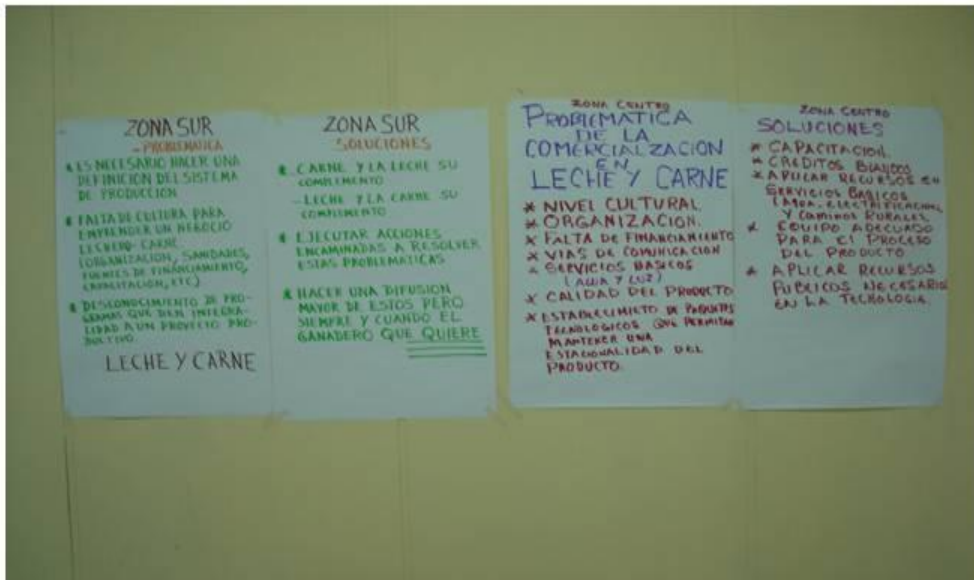 ZONA SUR
- PROBLEMATICA
* ES NECESARIO HACER UNA
DEFINICION DEL SISTEMA
DE PRODUCCION
* FALTA DE CULTURA PARA
EMPRENDER UN NEGOCIO
LECHERO-CARNE.
(ORGANIZACION, SANIDADES,
FUENTES DE FINANCIAMIENTO,
CAPACITACION, ETC)
* DESCONOCIMIENTO DE PRO-
GRAMAS QUE DEN INTEGRA-
LIDAD A UN PROYECTO PRO-
DUCTIVO.
LECHE Y CARNE
ZONA SUR
SOLUCIONES
* CARNE Y LA LECHE SU
COMPLEMENTO
- LECHE Y LA CARNE SU
COMPLEMENTO
* EJECUTAR ACCIONES
ENCAMINADAS A RESOLVER
ESTAS PROBLEMATICAS
* HACER UNA DIFUSION
MAYOR DE ESTOS PERO
SIEMPRE Y CUANDO EL
GANADERO QUE QUIERE
ZONA CENTRO
PROBLEMATICA
DE LA
COMERCIALZACION
EN
LECHE Y CARNE
* NIVEL CULTURAL.
* ORGANIZACION.
* FALTA DE FINANCIAMIENTO
* VIAS DE COMUNICACION
* SERVICIOS BASICOS
(AGUA Y LUZ)
* CALIDAD DEL PRODUCTO
* ESTABLECIMIETO DE
TECNOLOGICOS QUE PERMITAN
MANTENER UNA
ESTACIONALIDAD DEL
PRODUCTO.
ZONA CENTRO
SOLUCIONES
* CAPACITACION.
* CREDITOS BLANDOS
* APLICAR RECURSOS EN
SERVICIOS BASICOS
(AGUA, ELECTRIFICACION,
Y CAMINOS RURALES
* EQUIPO ADECUADO
PARA EL PROCESO
DEL PRODUCTO
* APLICAR RECURSOS
PUBLICOS NECESARIOS
EN LA TECNOLOGIA.